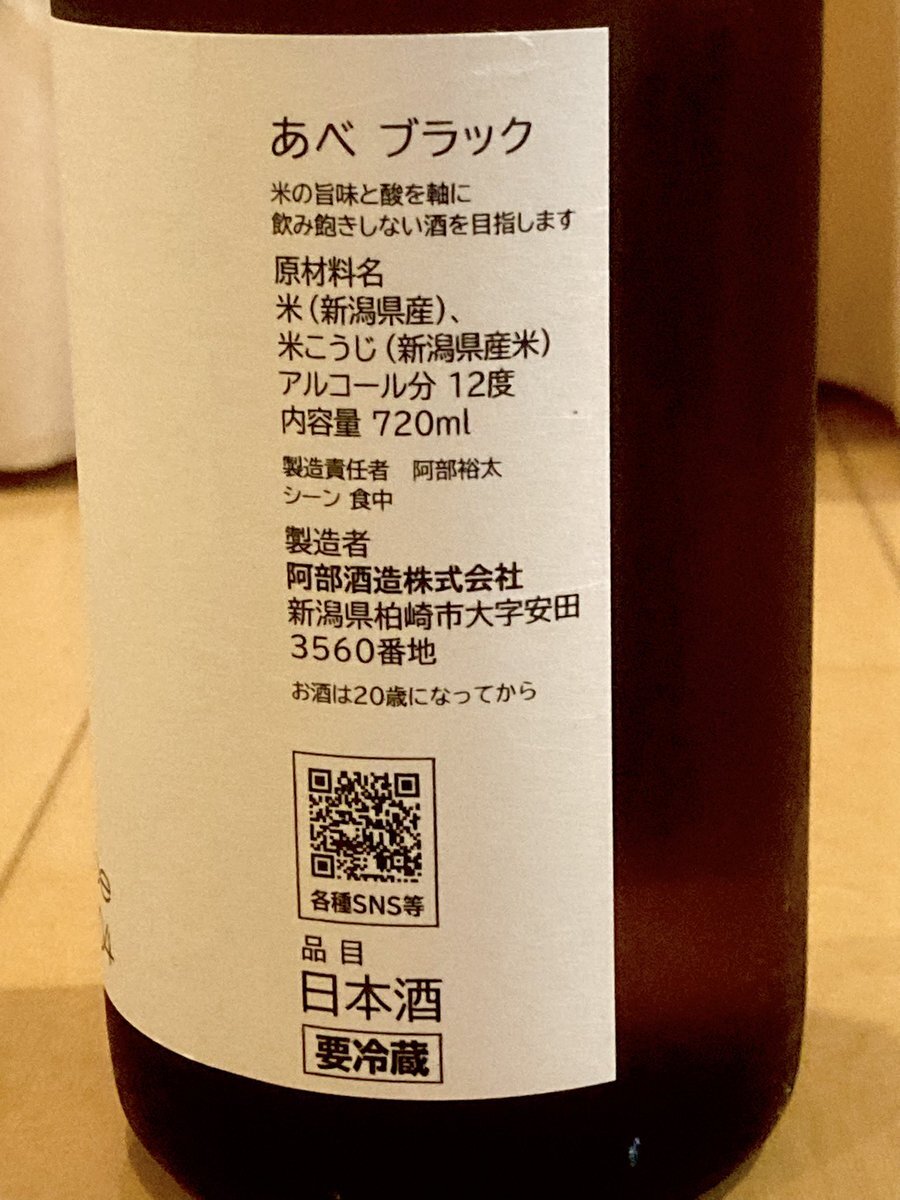 あべ ブラック
米の旨味と酸を軸に
飲み飽きしない酒を目指します
原材料名
米（新潟県産）、
米こうじ（新潟県産米）
アルコール分 12度
内容量 720ml
製造責任者　阿部裕太
シーン 食中
製造者
阿部酒造株式会社
新潟県柏崎市大字安田
3560番地
お酒は20歳になってから
各種SNS等
品目
日本酒
要冷蔵